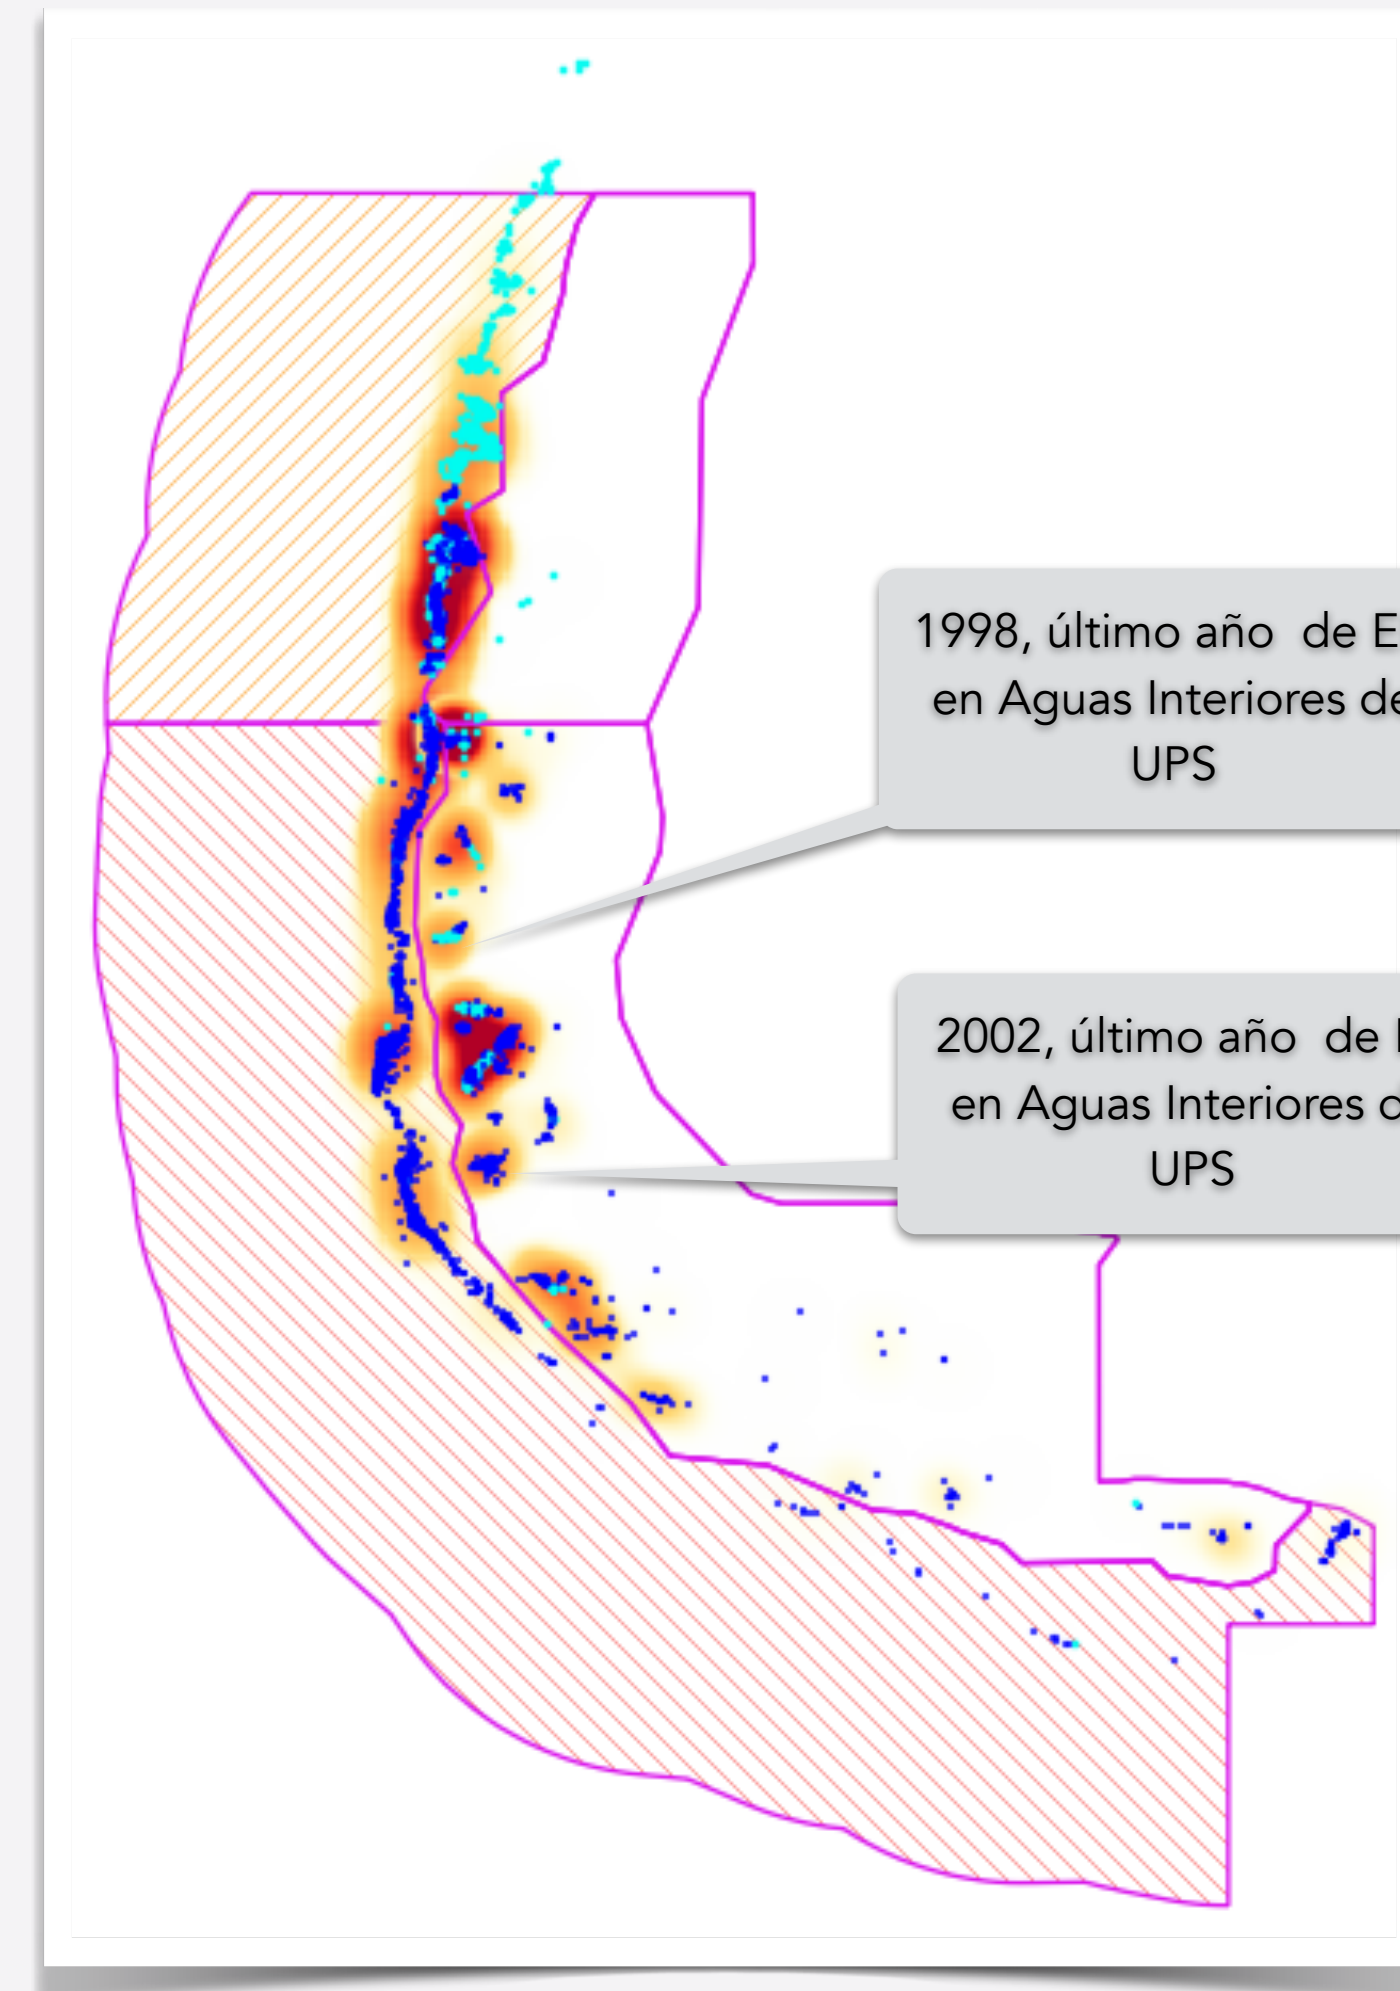 1998, último año de E
en Aguas Interiores de
UPS
2002, último año de
en Aguas Interiores d
UPS